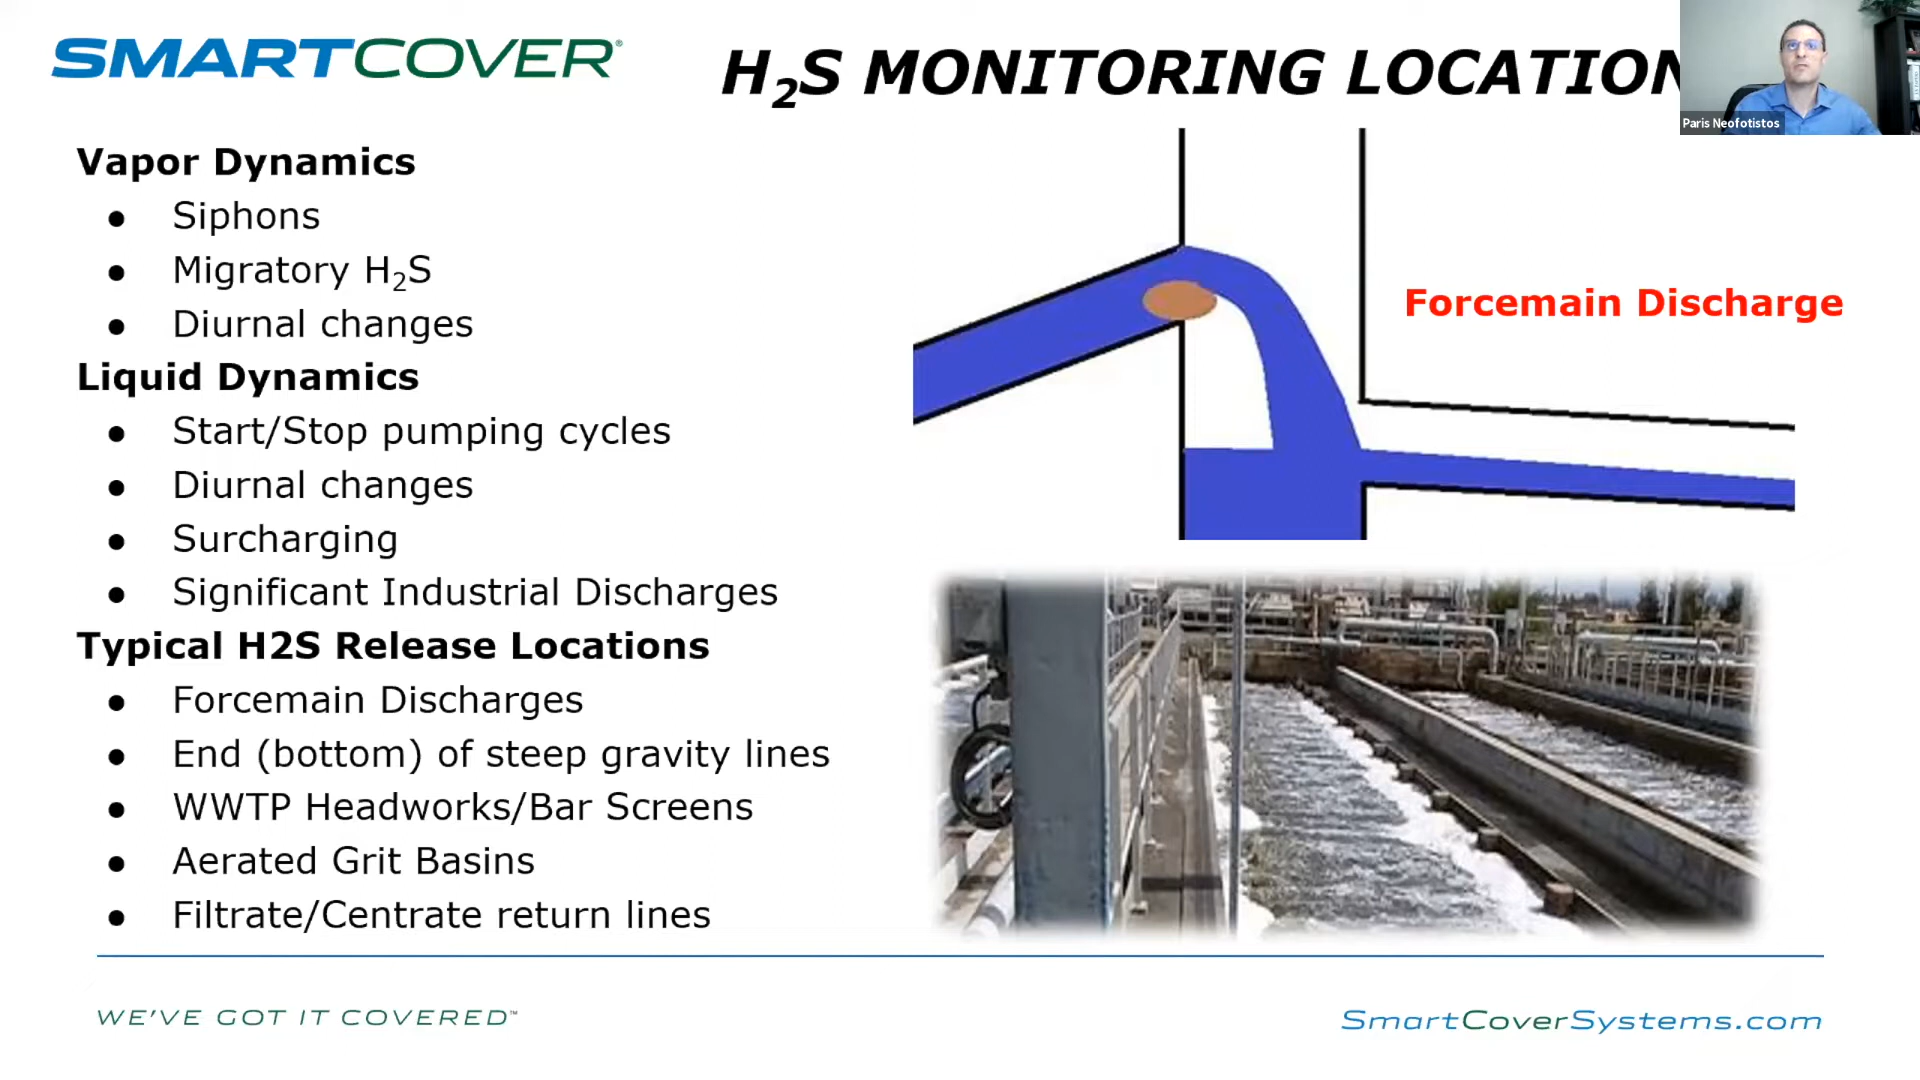 SMARTCOVER®
H₂S MONITORING LOCATION
Paris Neofotistos
Vapor Dynamics
● Siphons
● Migratory H₂S
● Diurnal changes
Liquid Dynamics
● Start/Stop pumping cycles
● Diurnal changes
● Surcharging
● Significant Industrial Discharges
Typical H2S Release Locations
● Forcemain Discharges
● End (bottom) of steep gravity lines
● WWTP Headworks/Bar Screens
● Aerated Grit Basins
● Filtrate/Centrate return lines
Forcemain Discharge
WE'VE GOT IT COVERED™
SmartCoverSystems.com